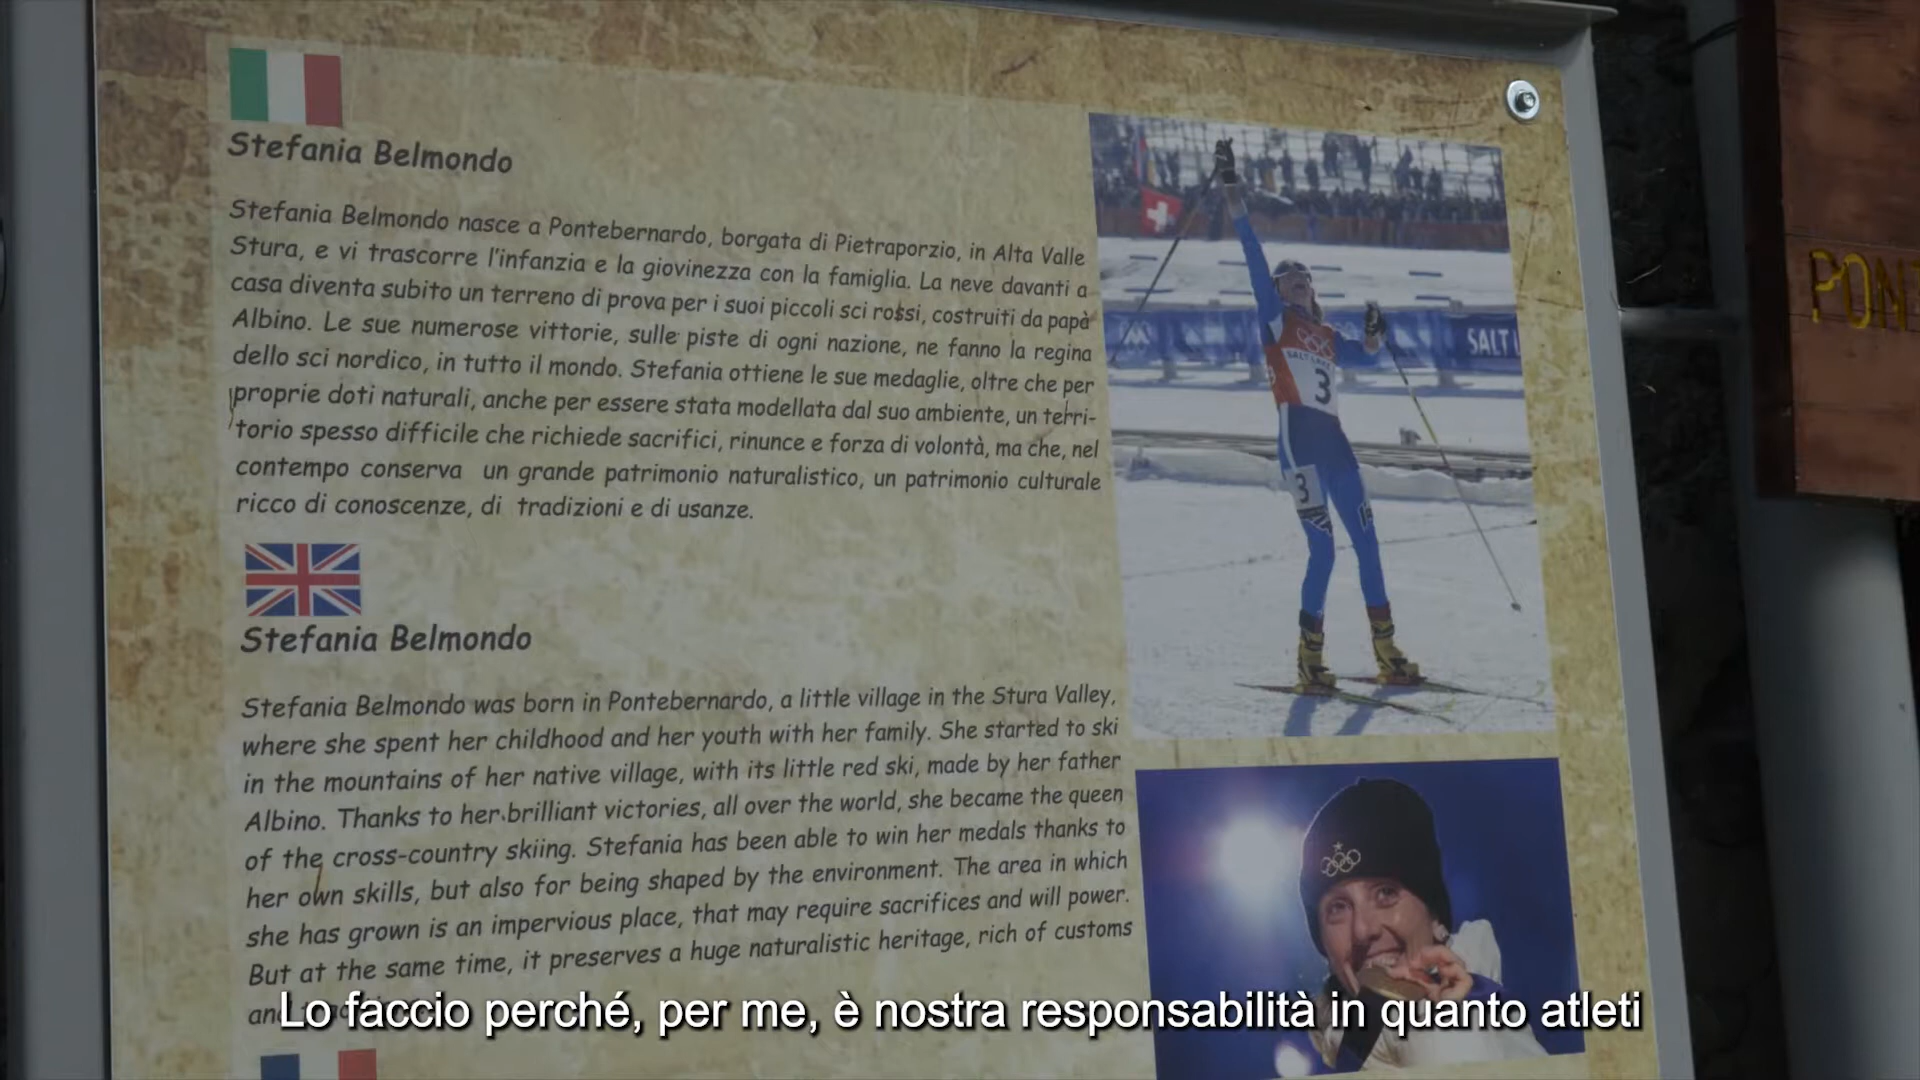 Stefania Belmondo
Stefania Belmondo nasce a Pontebernardo, borgata di Pietraporzio, in Alta Valle
Stura, e vi trascorre l'infanzia e la giovinezza con la famiglia. La neve davanti a
casa diventa subito un terreno di prova per i suoi piccoli sci rossi, costruiti da papà
Albino. Le sue numerose vittorie, sulle piste di ogni nazione, ne fanno la regina
dello sci nordico, in tutto il mondo. Stefania ottiene le sue medaglie, oltre che per
proprie doti naturali, anche per essere stata modellata dal suo ambiente, un terri-
torio spesso difficile che richiede sacrifici, rinunce e forza di volontà, ma che, nel
contempo conserva un grande patrimonio naturalistico, un patrimonio culturale
ricco di conoscenze, di tradizioni e di usanze.
Stefania Belmondo
Stefania Belmondo was born in Pontebernardo, a little village in the Stura Valley,
where she spent her childhood and her youth with her family. She started to ski
in the mountains of her native village, with its little red ski, made by her father
Albino. Thanks to her brilliant victories, all over the world, she became the queen
of the cross-country skiing. Stefania has been able to win her medals thanks to
her own skills, but also for being shaped by the environment. The area in which
she has grown is an impervious place, that may require sacrifices and will power.
But at the same time, it preserves a huge naturalistic heritage, rich of customs
and
SALT
SALT L
3
3
PON
Lo faccio perché, per me, è nostra responsabilità in quanto atleti